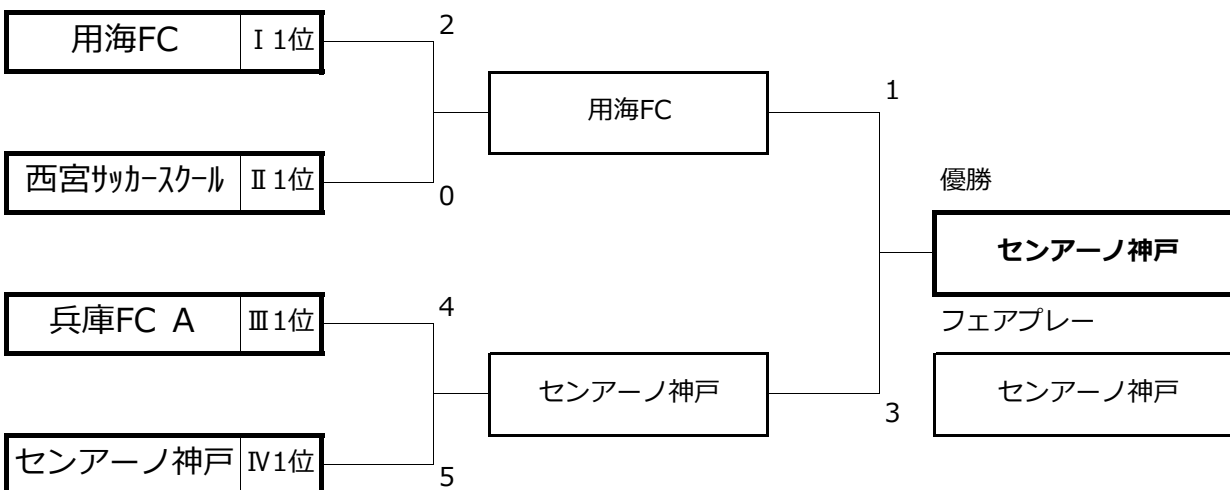 用海FC Ⅰ1位
2
用海FC
1
西宮ｻｯｶｰｽｸｰﾙ Ⅱ1位
0
優勝
センアーノ神戸
兵庫FC A Ⅲ1位
4
フェアプレー
センアーノ神戸
センアーノ神戸
3
センアーノ神戸 Ⅳ1位
5